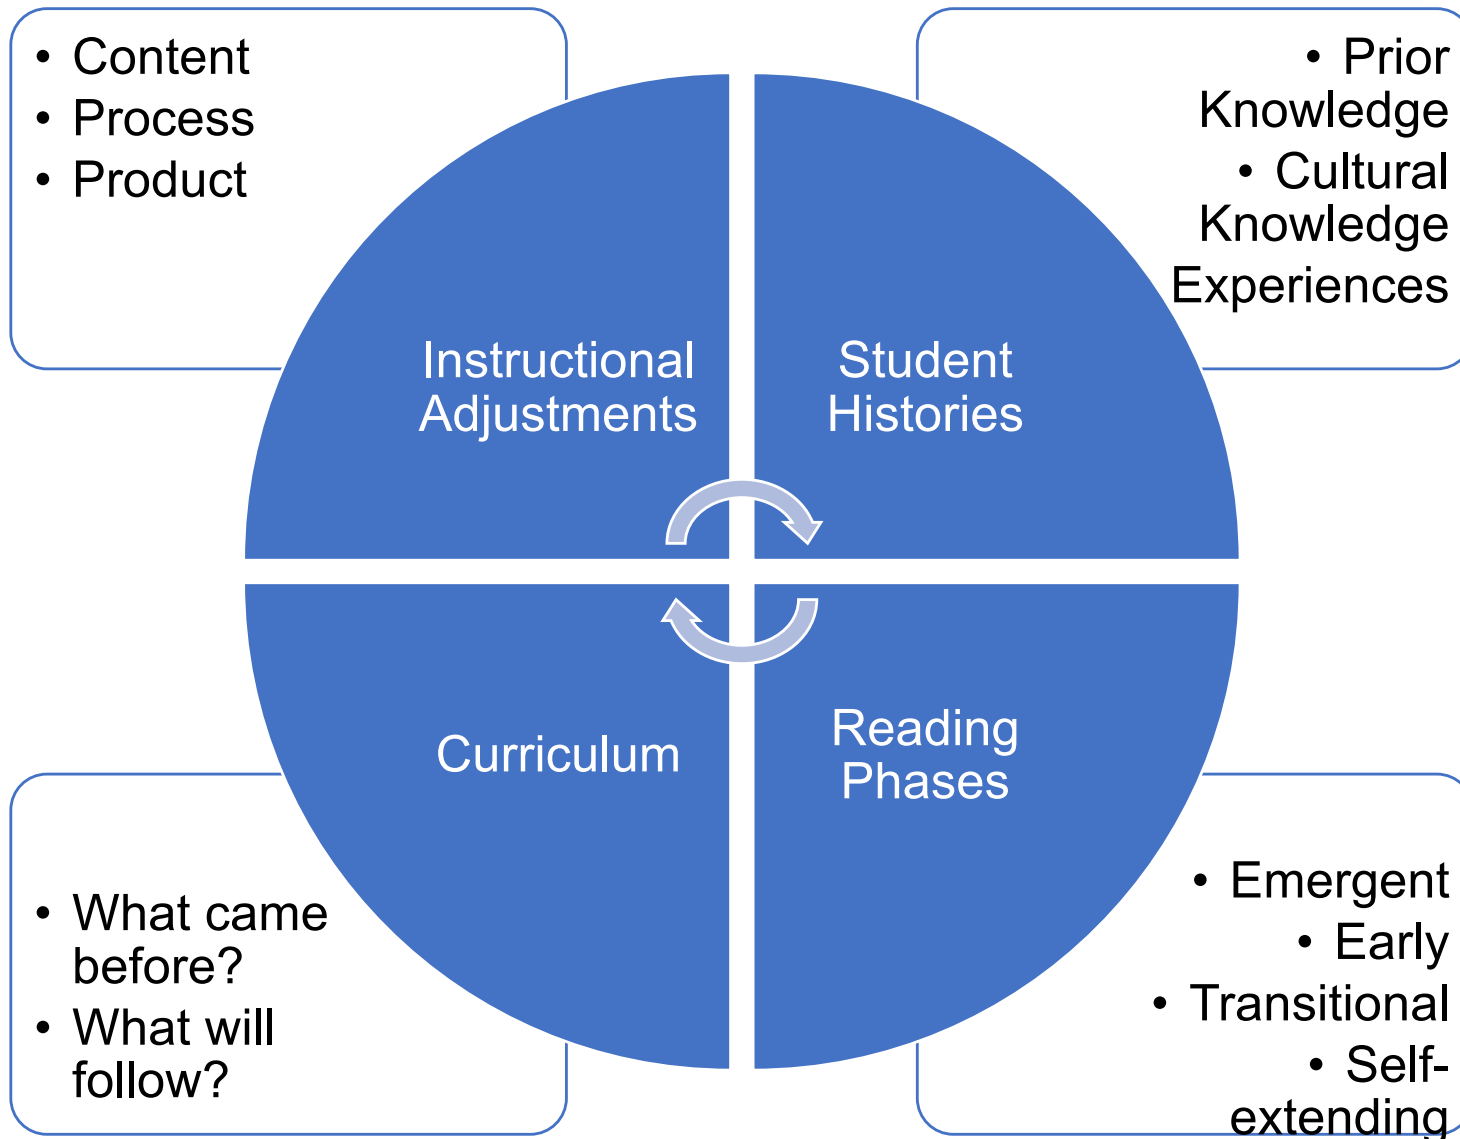 • Content
• Process
• Product
• Prior
Knowledge
• Cultural
Knowledge
Experiences
Instructional
Adjustments
Student
Histories
Curriculum
Reading
Phases
• What came
before?
• What will
follow?
• Emergent
• Early
• Transitional
• Self-
extending